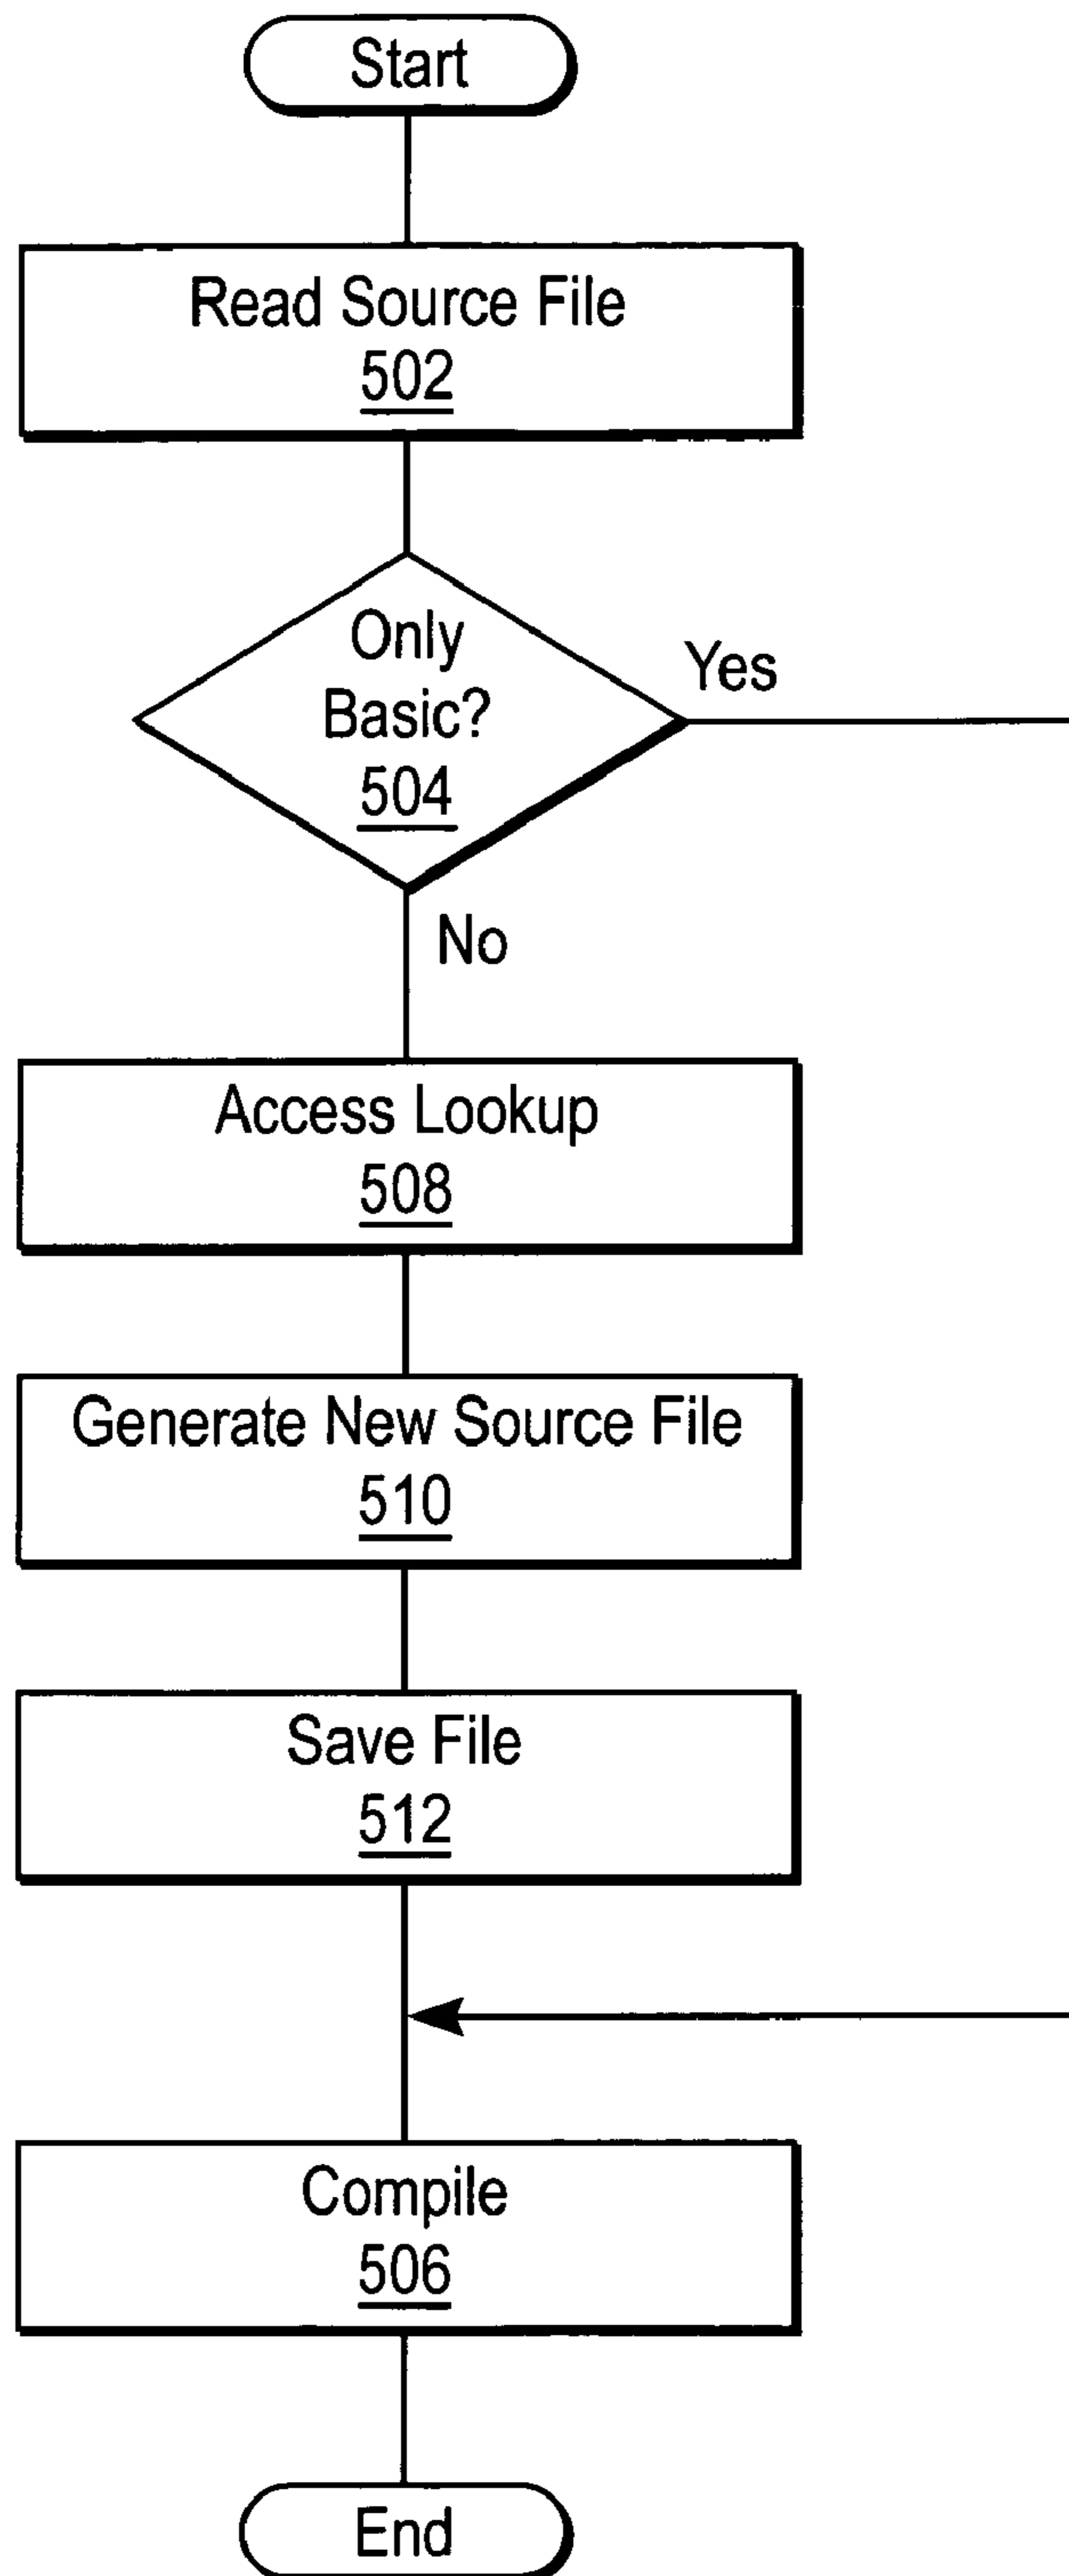 Start
Read Source File
502
Only
Basic?
504
Yes
No
Access Lookup
508
Generate New Source File
510
Save File
512
Compile
506
End